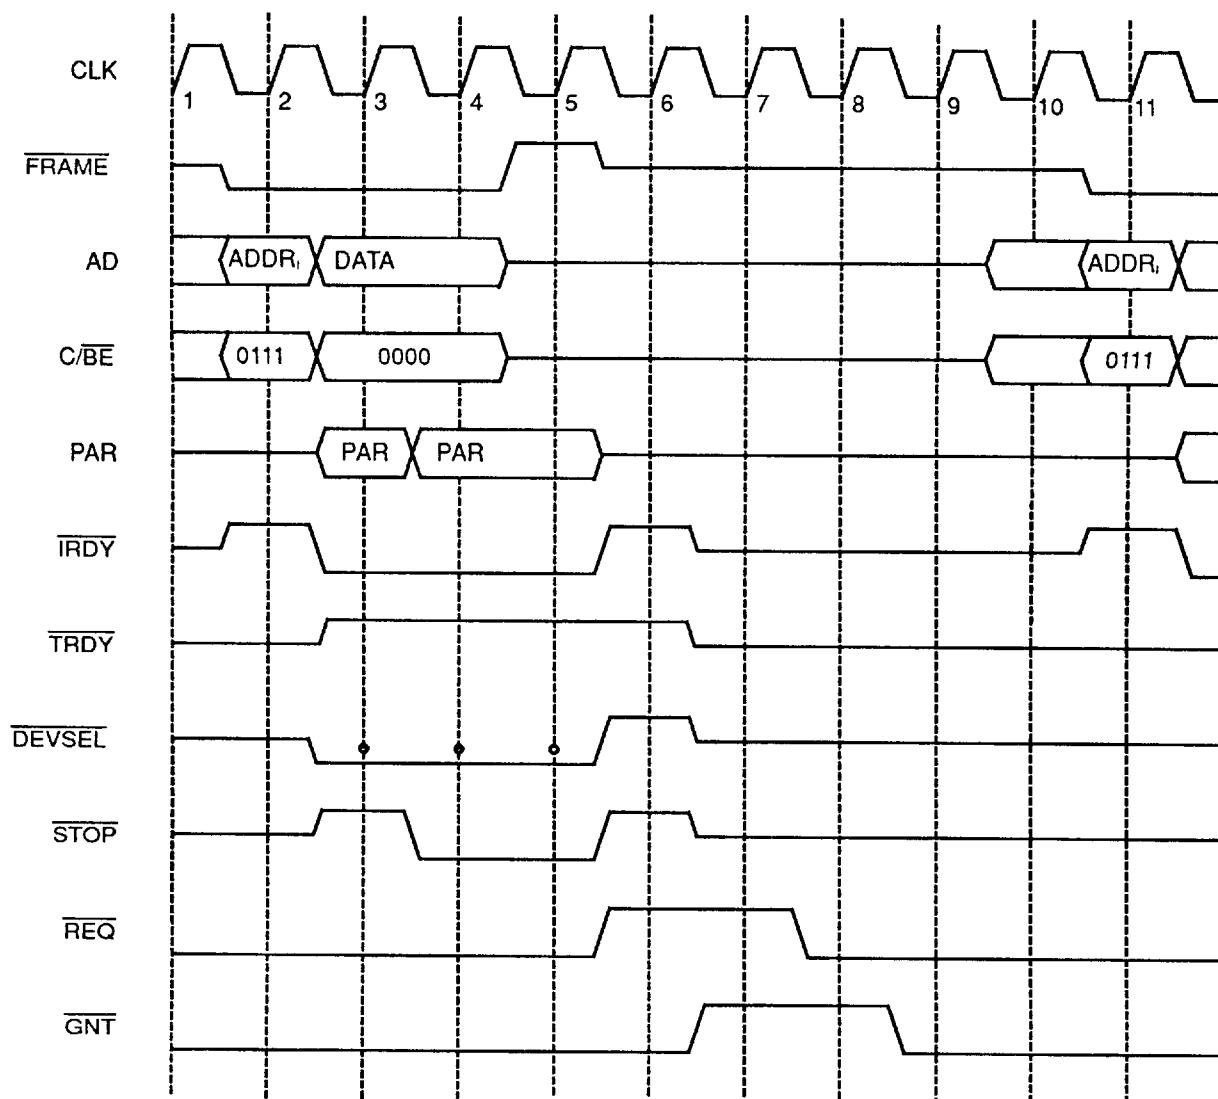 CLK
1 2 3 4 5 6 7 8 9 10 11
FRAME
AD ADDR DATA ADDR
C/BE 0111 0000 0111
PAR PAR PAR
IRDY
TRDY
DEVSEL
STOP
REQ
GNT